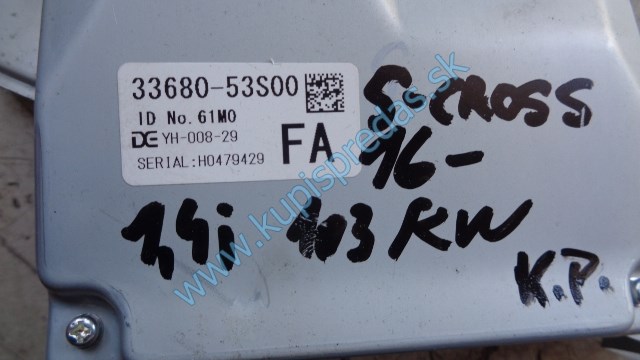 33680-53S00
ID No. 61M0
DE YH-008-29
SERIAL:H0479429
FA
S CROSS
16-
1,4i 103 KW
K.P.
www.kupispredas.sk